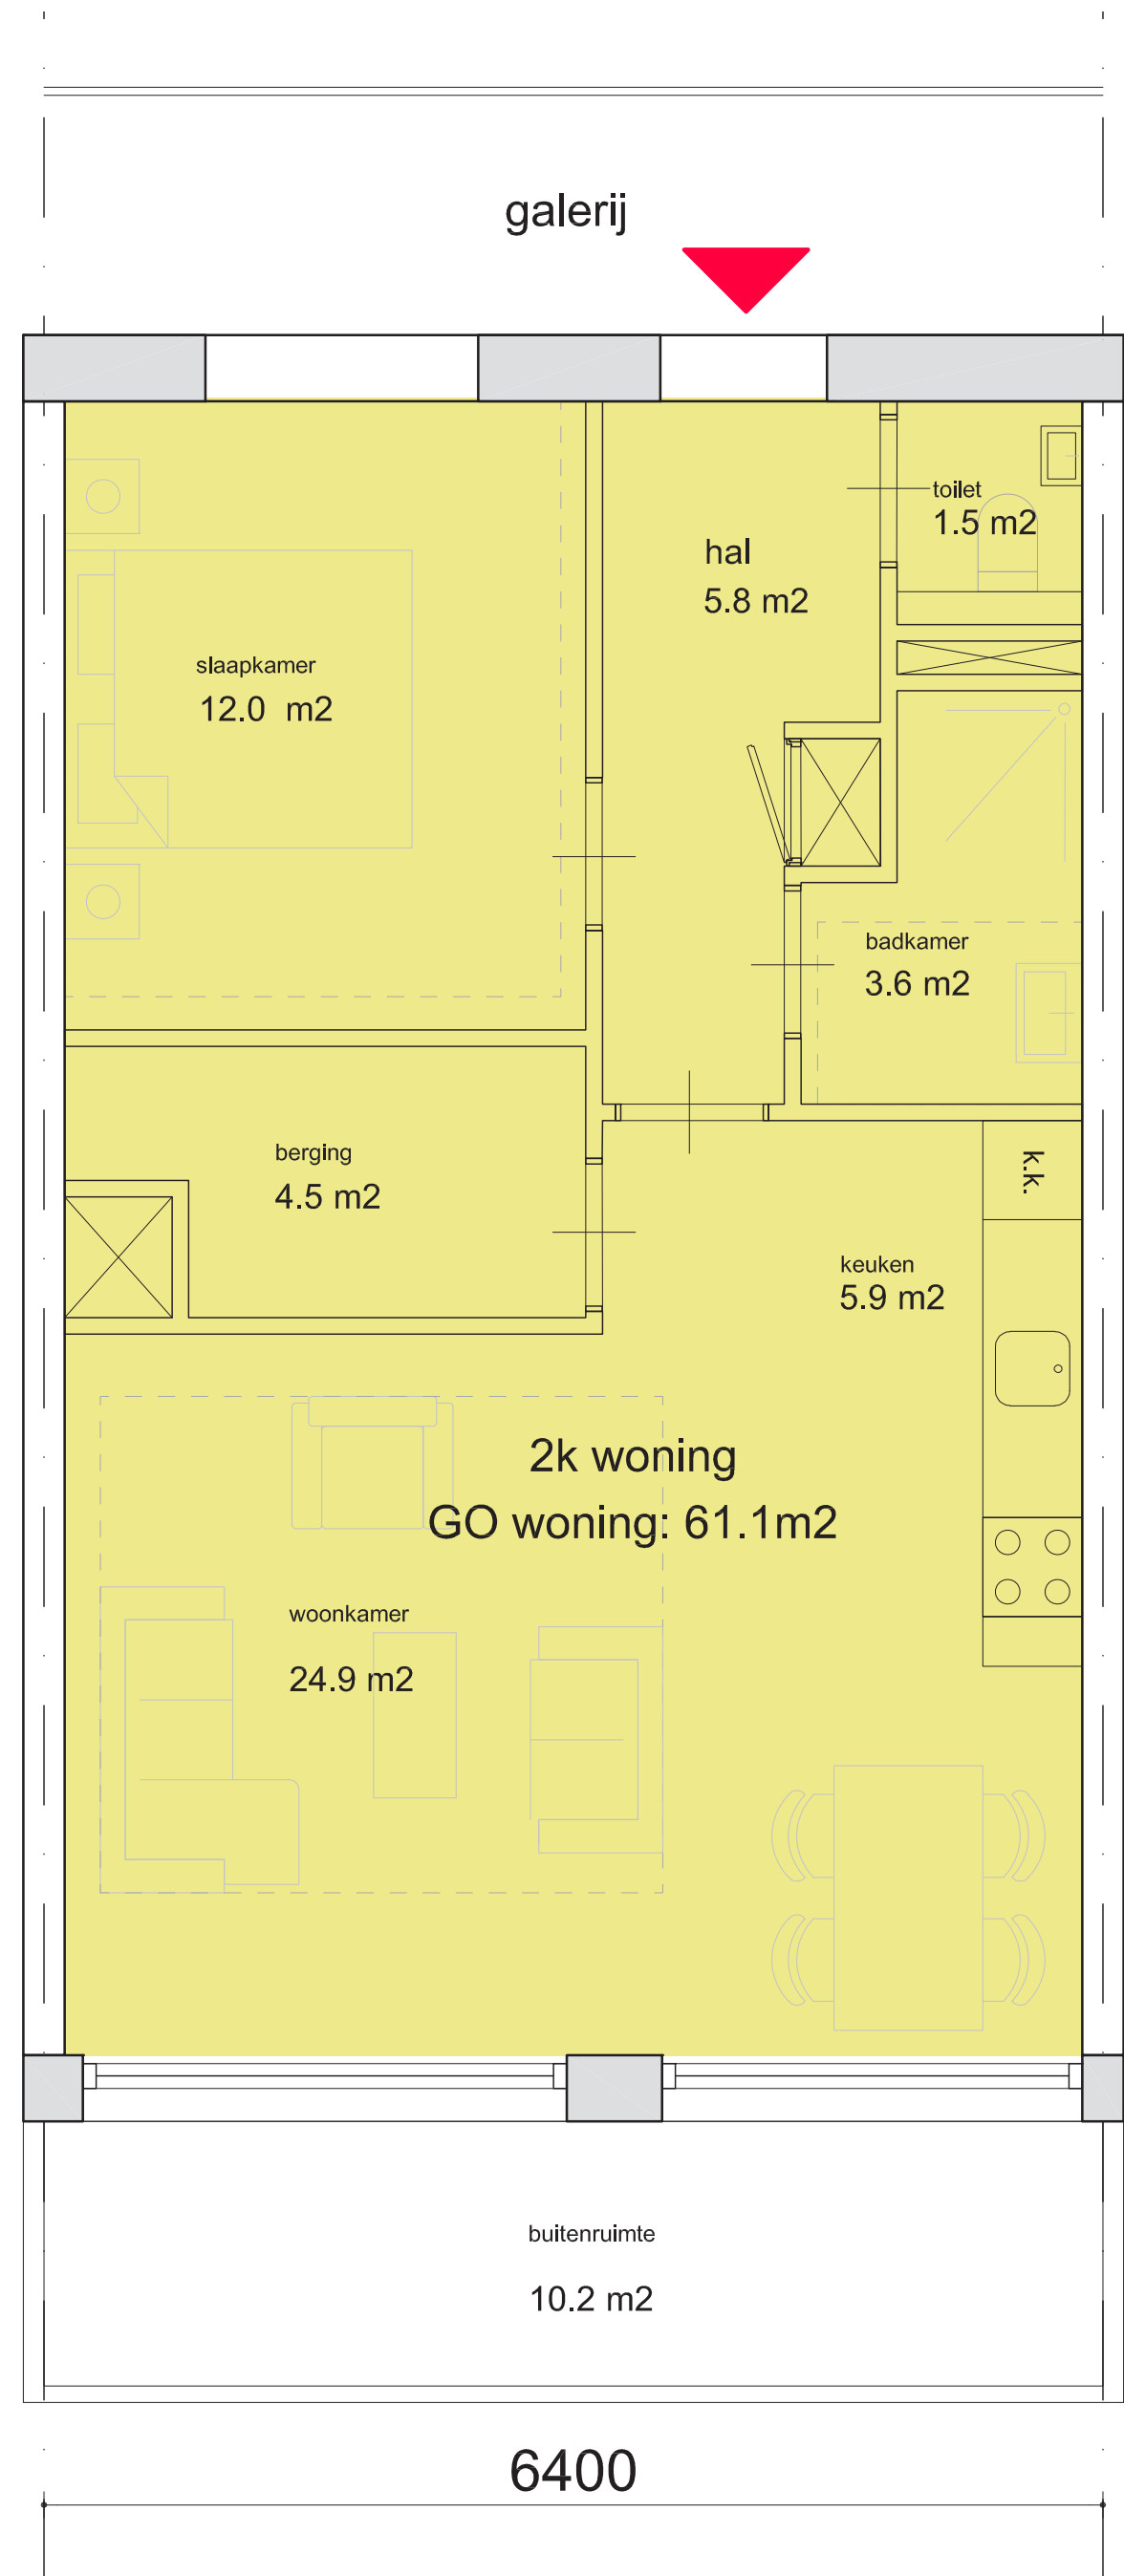 galerij
toilet
1.5 m2
hal
5.8 m2
slaapkamer
12.0 m2
badkamer
3.6 m2
berging
4.5 m2
k.k.
keuken
5.9 m2
2k woning
GO woning: 61.1m2
woonkamer
24.9 m2
buitenruimte
10.2 m2
6400